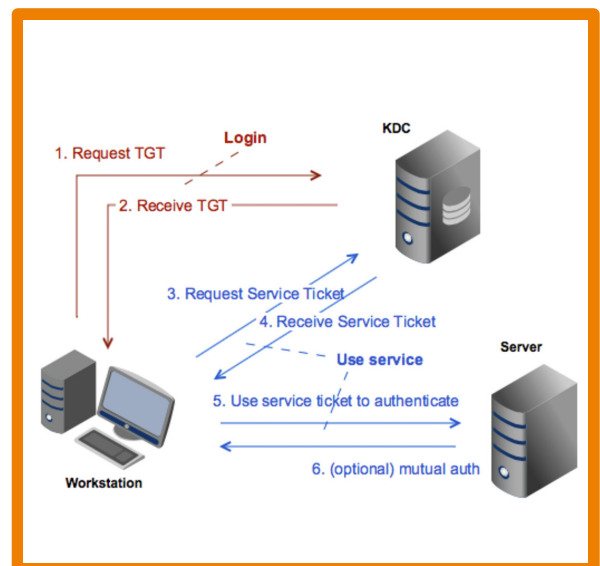 KDC
Login
1. Request TGT
2. Receive TGT
3. Request Service Ticket
4. Receive Service Ticket
Use service
Server
5. Use service ticket to authenticate
6. (optional) mutual auth
Workstation